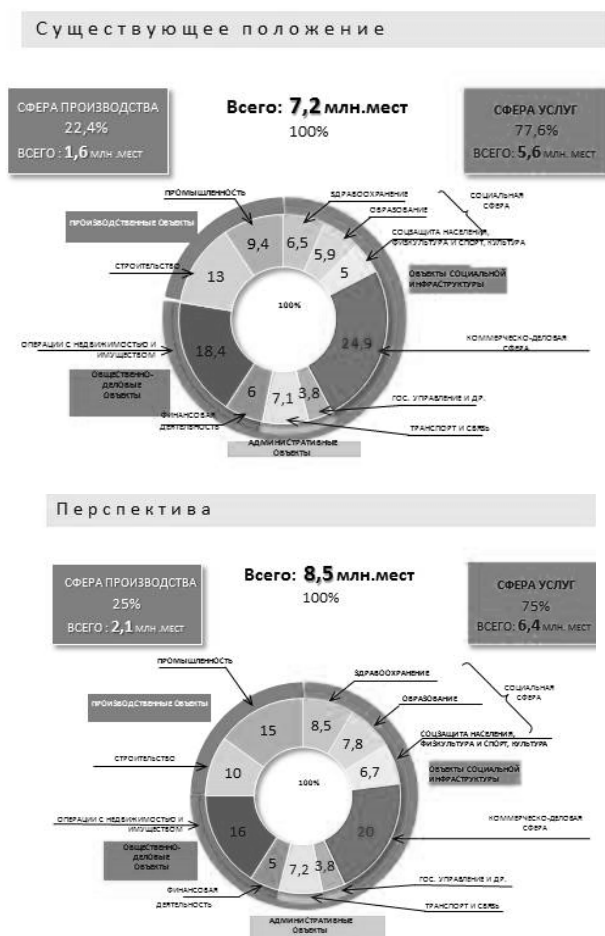 Существующее положение
СФЕРА ПРОИЗВОДСТВА
22,4%
ВСЕГО : 1,6 млн .мест
Всего: 7,2 млн.мест
100%
СФЕРА УСЛУГ
77,6%
ВСЕГО: 5,6 млн. мест
ПРОМЫШЛЕННОСТЬ
ЗДРАВООХРАНЕНИЕ
СОЦИАЛЬНАЯ
СФЕРА
ОБРАЗОВАНИЕ
ПРОИЗВОДСТВЕННЫЕ ОБЪЕКТЫ
СОЦЗАЩИТА НАСЕЛЕНИЯ,
ФИЗКУЛЬТУРА И СПОРТ, КУЛЬТУРА
9,4
6,5
5,9
5
СТРОИТЕЛЬСТВО
13
ОБЪЕКТЫ СОЦИАЛЬНОЙ
ИНФРАСТРУКТУРЫ
100%
ОПЕРАЦИИ С НЕДВИЖИМОСТЬЮ И
ИМУЩЕСТВОМ
18,4
24,9
КОММЕРЧЕСКО-ДЕЛОВАЯ
СФЕРА
ОБЩЕСТВЕННО-
ДЕЛОВЫЕ
ОБЪЕКТЫ
6
7,1
3,8
ГОС. УПРАВЛЕНИЕ И ДР.
ФИНАНСОВАЯ
ДЕЯТЕЛЬНОСТЬ
ТРАНСПОРТ И СВЯЗЬ
АДМИНИСТРАТИВНЫЕ
ОБЪЕКТЫ
Перспектива
СФЕРА ПРОИЗВОДСТВА
25%
ВСЕГО : 2,1 млн .мест
Всего: 8,5 млн.мест
100%
СФЕРА УСЛУГ
75%
ВСЕГО: 6,4 млн. мест
ПРОМЫШЛЕННОСТЬ
ЗДРАВООХРАНЕНИЕ
СОЦИАЛЬНАЯ
СФЕРА
ОБРАЗОВАНИЕ
ПРОИЗВОДСТВЕННЫЕ ОБЪЕКТЫ
СОЦЗАЩИТА НАСЕЛЕНИЯ,
ФИЗКУЛЬТУРА И СПОРТ, КУЛЬТУРА
15
8,5
7,8
6,7
СТРОИТЕЛЬСТВО
10
ОБЪЕКТЫ СОЦИАЛЬНОЙ
ИНФРАСТРУКТУРЫ
100%
ОПЕРАЦИИ С НЕДВИЖИМОСТЬЮ И
ИМУЩЕСТВОМ
16
20
КОММЕРЧЕСКО-ДЕЛОВАЯ
СФЕРА
ОБЩЕСТВЕННО-
ДЕЛОВЫЕ
ОБЪЕКТЫ
5
7,2
3,8
ГОС. УПРАВЛЕНИЕ И ДР.
ФИНАНСОВАЯ
ДЕЯТЕЛЬНОСТЬ
ТРАНСПОРТ И СВЯЗЬ
АДМИНИСТРАТИВНЫЕ
ОБЪЕКТЫ